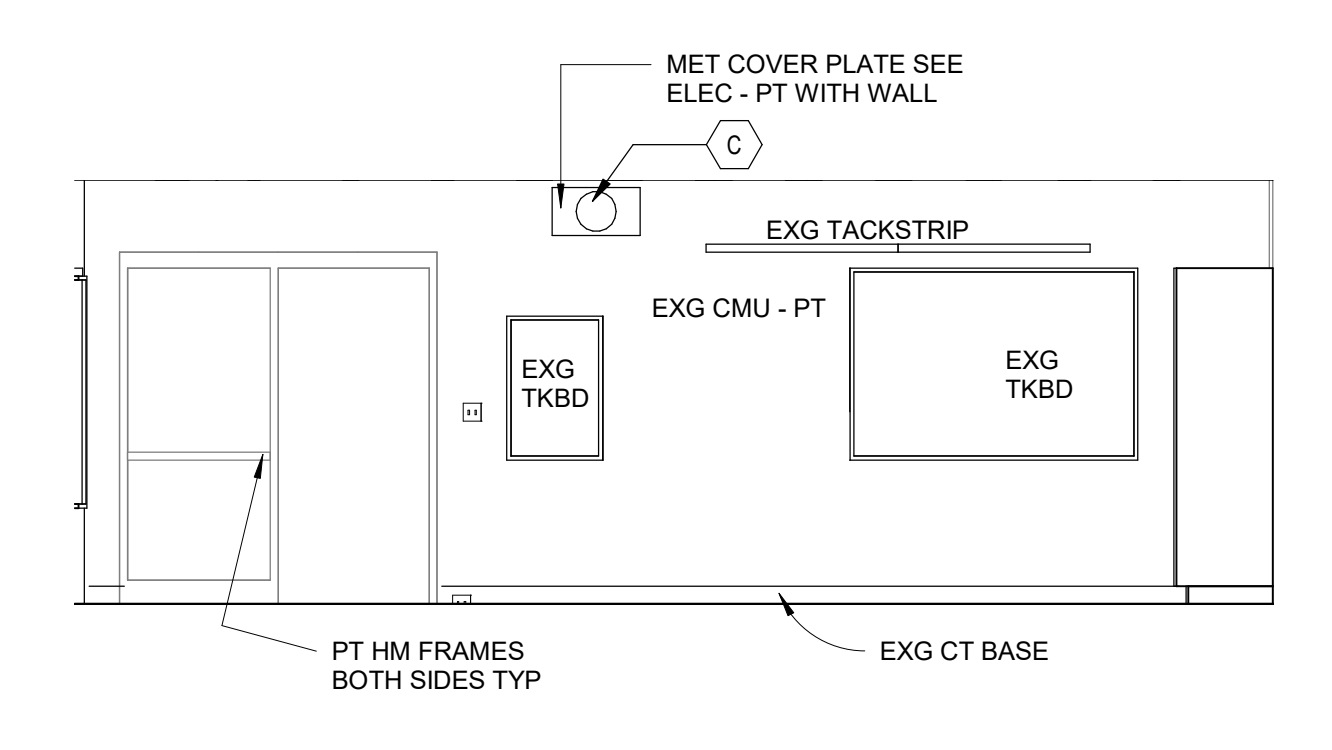 MET COVER PLATE SEE
ELEC - PT WITH WALL
C
EXG TACKSTRIP
EXG CMU - PT
EXG
TKBD
EXG
TKBD
PT HM FRAMES
BOTH SIDES TYP
EXG CT BASE